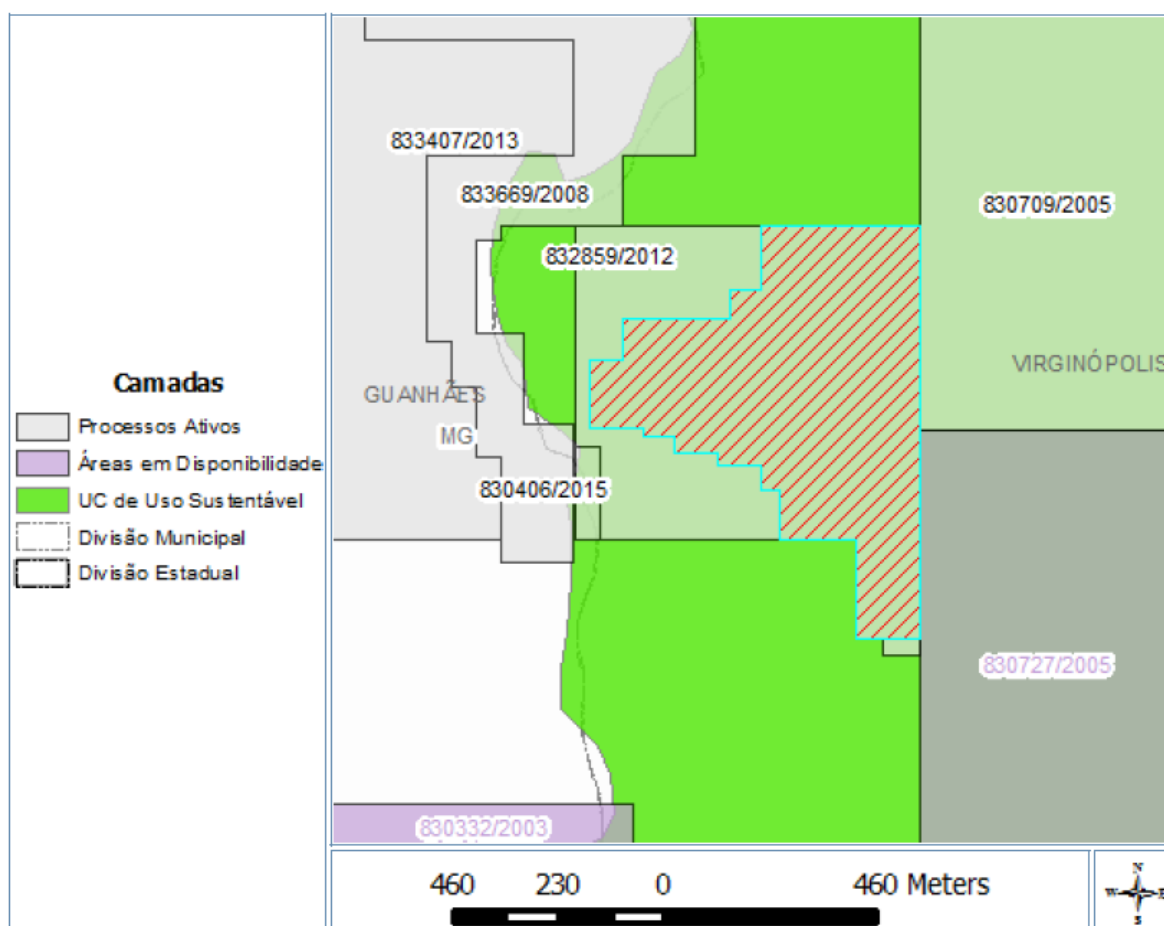 Camadas
Processos Ativos
Áreas em Disponibilidade
UC de Uso Sustentável
Divisão Municipal
Divisão Estadual
833407/2013
833669/2008
830709/2005
832859/2012
VIRGINÓPOLIS
GUANHÃES
MG
830406/2015
830727/2005
830332/2003
460 230 0 460 Meters
N
W E
S